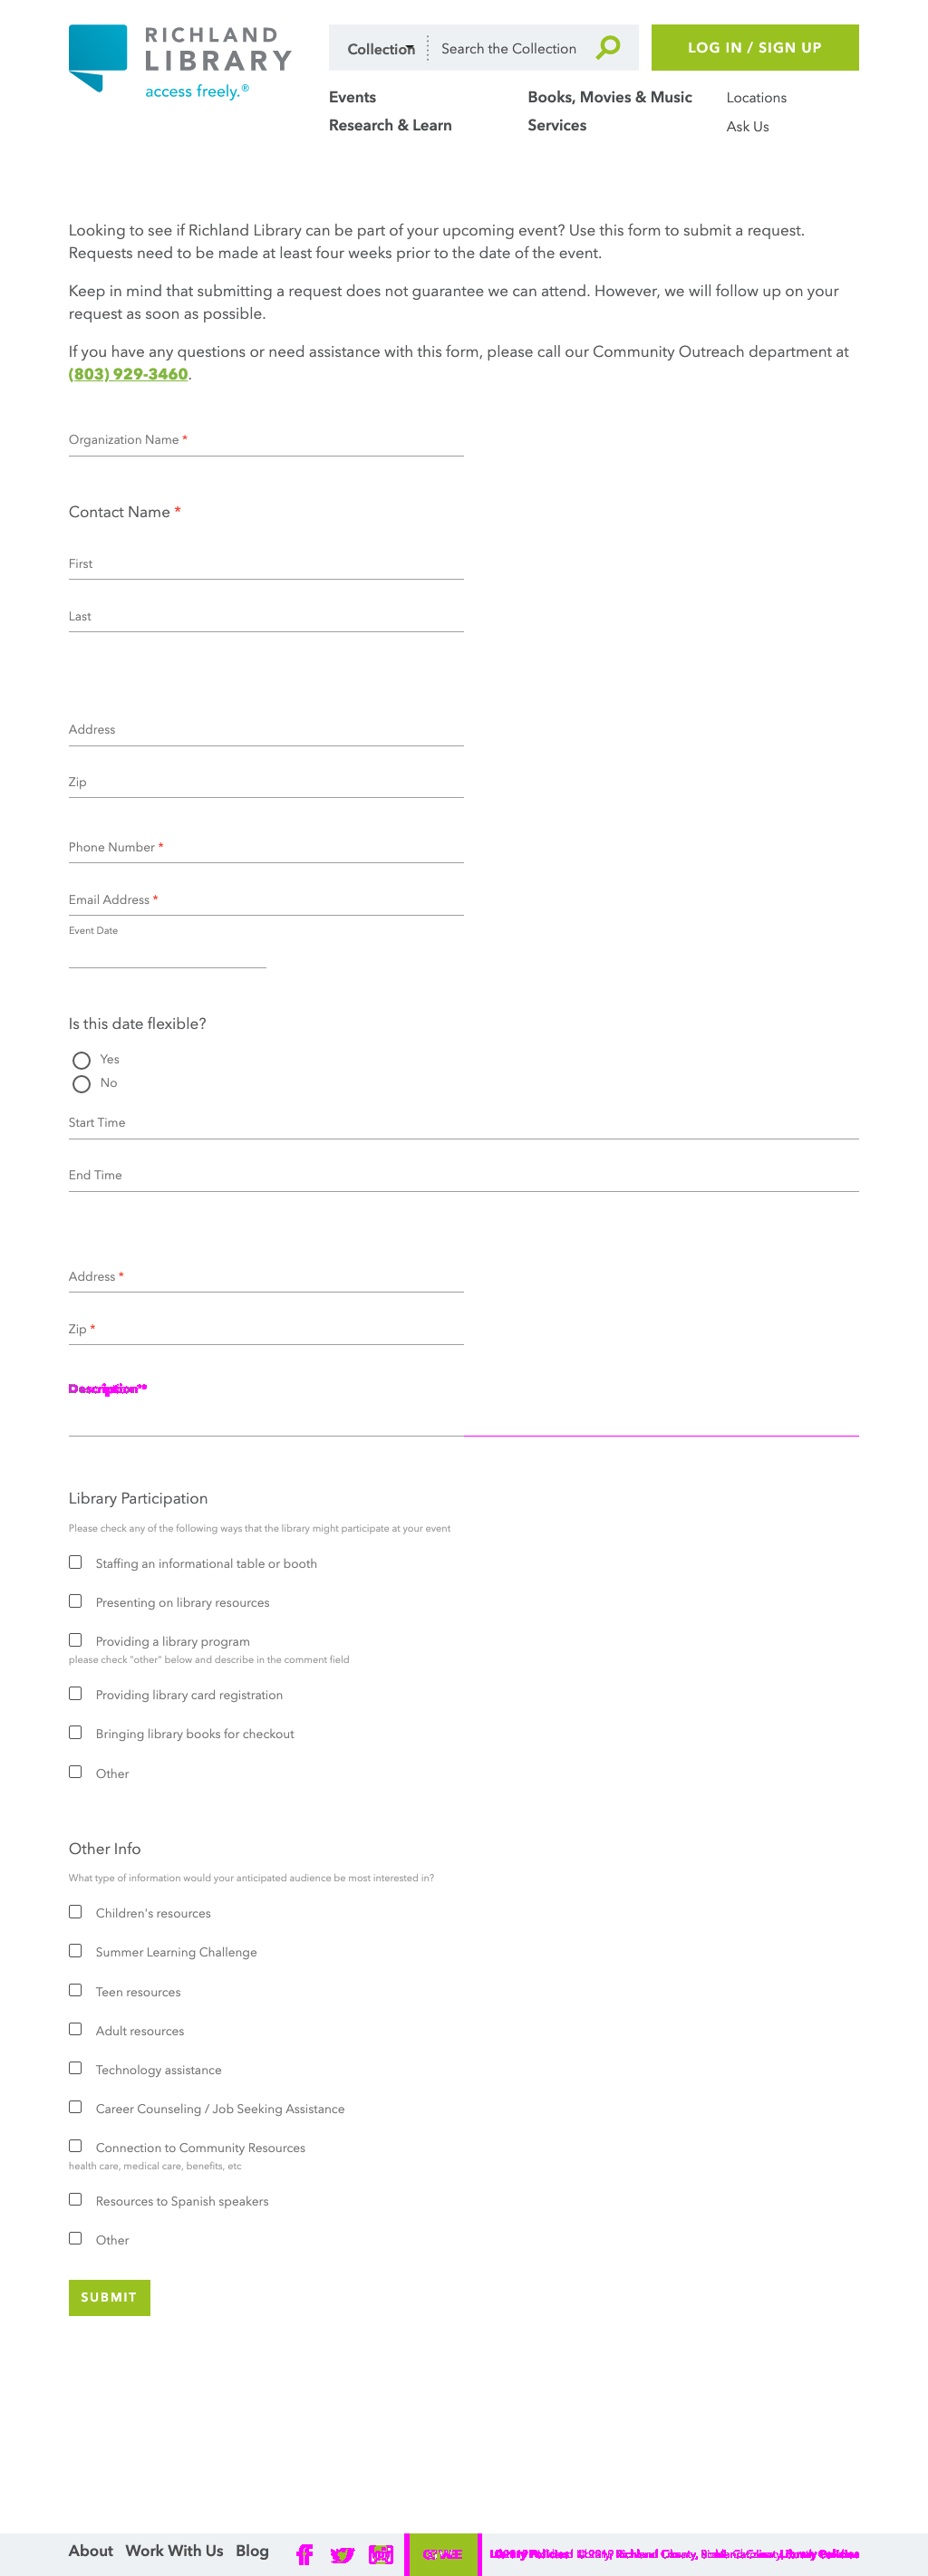 RICHLAND
LIBRARY
access freely.®
Collection
Search the Collection
LOG IN / SIGN UP
Events
Books, Movies & Music
Locations
Research & Learn
Services
Ask Us
Looking to see if Richland Library can be part of your upcoming event? Use this form to submit a request.
Requests need to be made at least four weeks prior to the date of the event.
Keep in mind that submitting a request does not guarantee we can attend. However, we will follow up on your
request as soon as possible.
If you have any questions or need assistance with this form, please call our Community Outreach department at
(803) 929-3460.
Organization Name *
Contact Name *
First
Last
Address
Zip
Phone Number *
Email Address *
Event Date
Is this date flexible?
Yes
No
Start Time
End Time
Address *
Zip *
Description *
Library Participation
Please check any of the following ways that the library might participate at your event
Staffing an informational table or booth
Presenting on library resources
Providing a library program
please check "other" below and describe in the comment field
Providing library card registration
Bringing library books for checkout
Other
Other Info
What type of information would your anticipated audience be most interested in?
Children's resources
Summer Learning Challenge
Teen resources
Adult resources
Technology assistance
Career Counseling / Job Seeking Assistance
Connection to Community Resources
health care, medical care, benefits, etc
Resources to Spanish speakers
Other
SUBMIT
About Work With Us Blog
GIVE